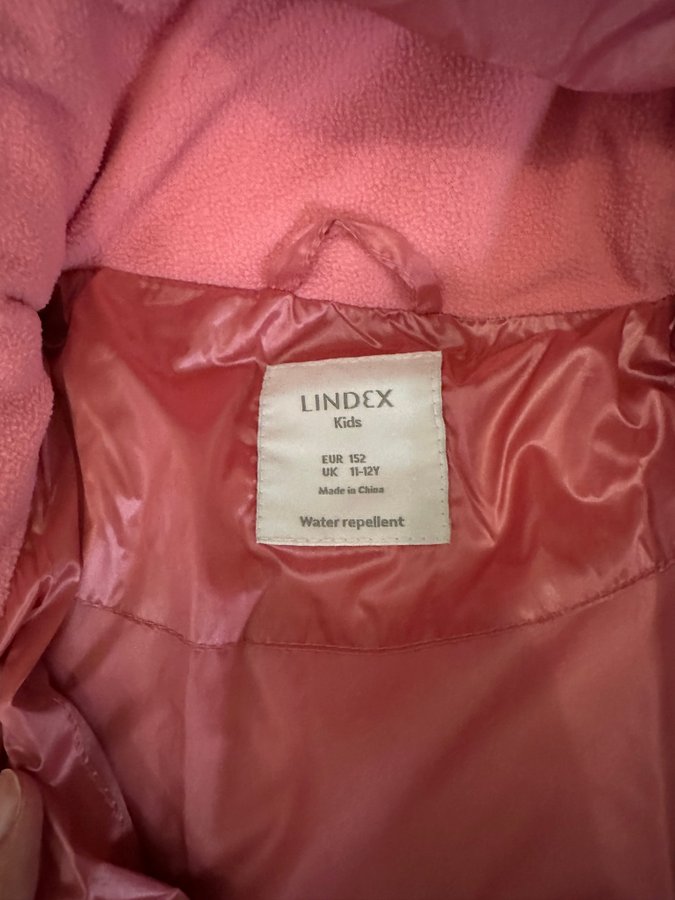 LINDEX
Kids
EUR 152
UK 11-12Y
Made in China
Water repellent